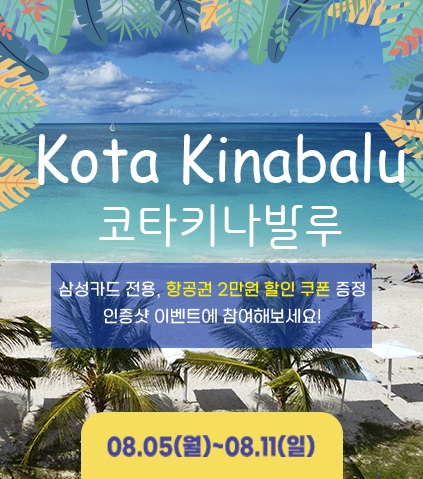 Kota Kinabalu
코타키나발루
삼성카드 전용, 항공권 2만원 할인 쿠폰 증정
인증샷 이벤트에 참여해보세요!
08.05(월)~08.11(일)